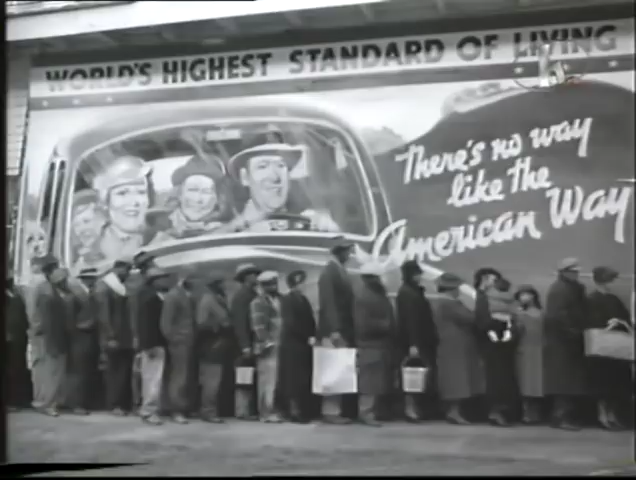 WORLD'S HIGHEST STANDARD OF LIVING
There's no way
like the
American Way